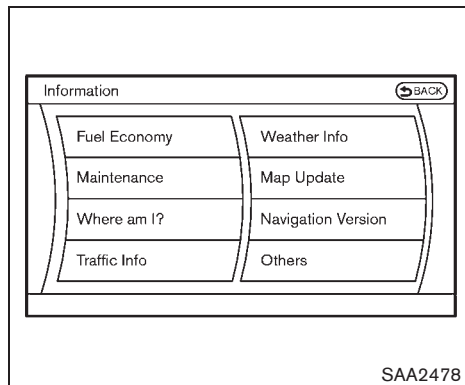 Information
BACK
Fuel Economy
Weather Info
Maintenance
Map Update
Where am I?
Navigation Version
Traffic Info
Others
SAA2478